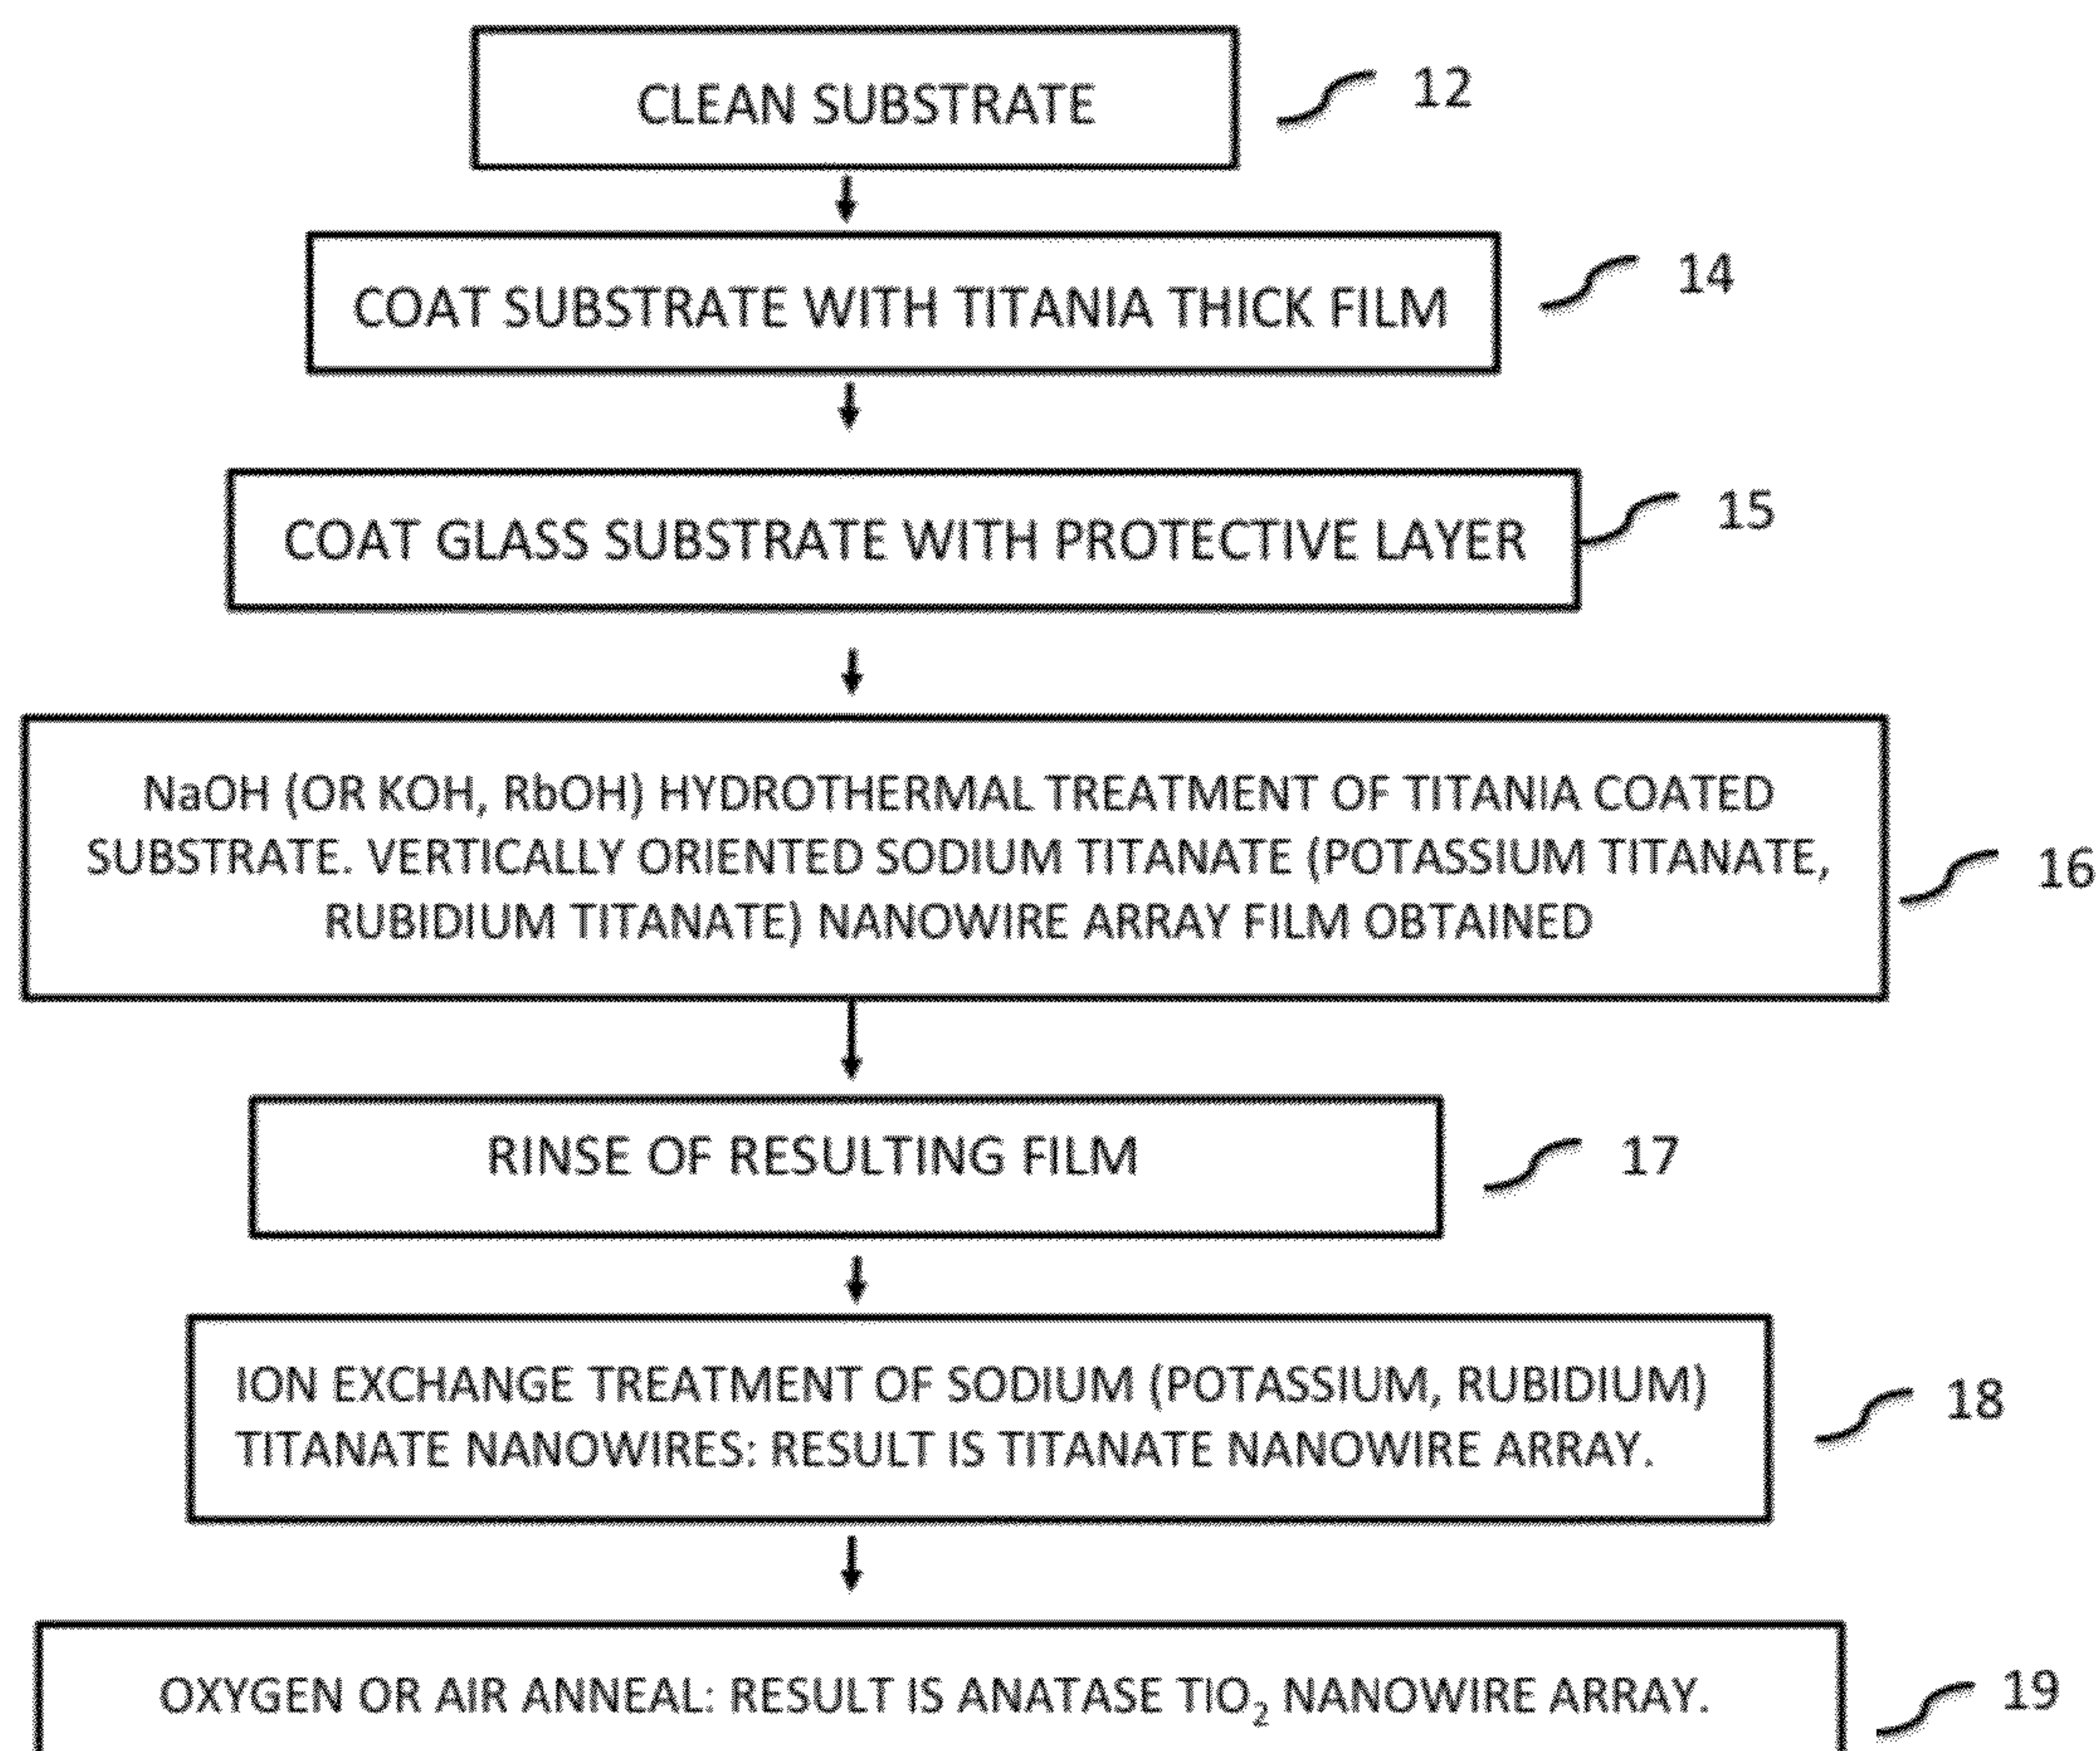 CLEAN SUBSTRATE
12
COAT SUBSTRATE WITH TITANIA THICK FILM
14
COAT GLASS SUBSTRATE WITH PROTECTIVE LAYER
15
NaOH (OR KOH, RbOH) HYDROTHERMAL TREATMENT OF TITANIA COATED
SUBSTRATE. VERTICALLY ORIENTED SODIUM TITANATE (POTASSIUM TITANATE,
RUBIDIUM TITANATE) NANOWIRE ARRAY FILM OBTAINED
16
RINSE OF RESULTING FILM
17
ION EXCHANGE TREATMENT OF SODIUM (POTASSIUM, RUBIDIUM)
TITANATE NANOWIRES: RESULT IS TITANATE NANOWIRE ARRAY.
18
OXYGEN OR AIR ANNEAL: RESULT IS ANATASE TIO₂ NANOWIRE ARRAY.
19